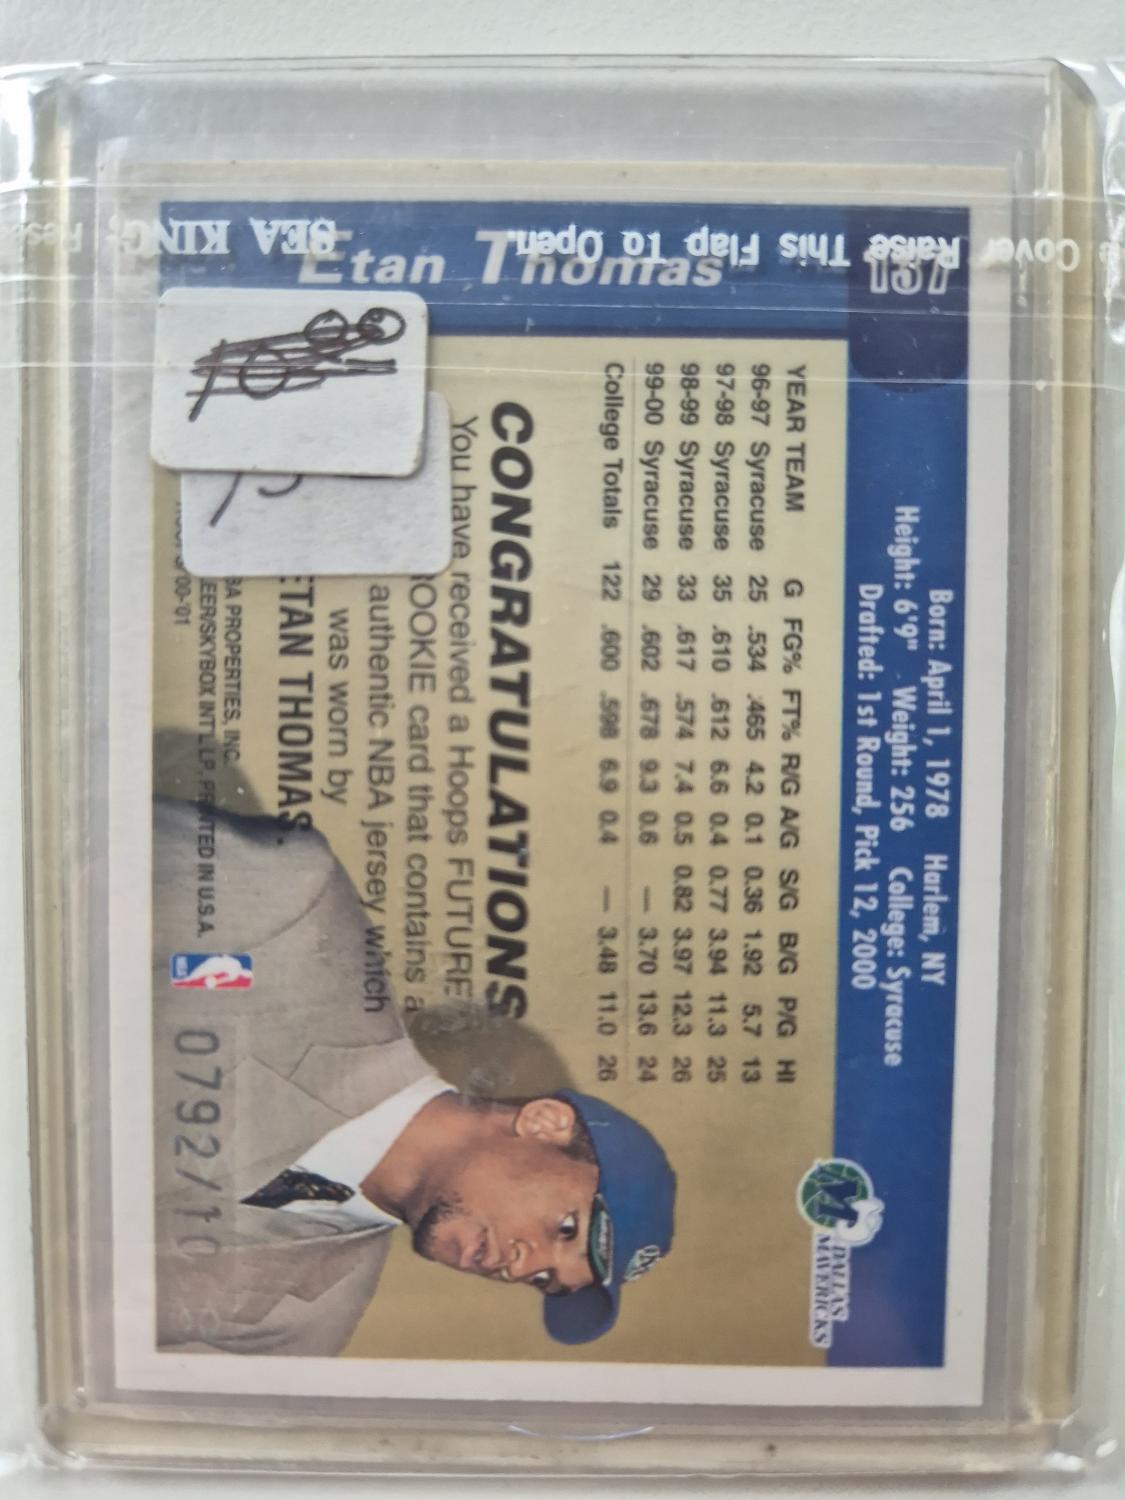 Etan Thomas
Born: April 1, 1978 Harlem, NY
Height: 6'9" Weight: 256 College: Syracuse
Drafted: 1st Round, Pick 12, 2000
DALLAS
MAVERICKS
YEAR TEAM G FG% FT% R/G A/G S/G B/G P/G HI
96-97 Syracuse 25 .534 .465 4.2 0.1 0.36 1.92 5.7 13
97-98 Syracuse 35 .610 .612 6.6 0.4 0.77 3.94 11.3 25
98-99 Syracuse 33 .617 .574 7.4 0.5 0.82 3.97 12.3 26
99-00 Syracuse 29 .602 .678 9.3 0.6 — 3.70 13.6 24
College Totals 122 .600 .598 6.9 0.4 — 3.48 11.0 26
CONGRATULATIONS
You have received a Hoops FUTURE
ROOKIE card that contains a
authentic NBA jersey which
was worn by
ETAN THOMAS.
BA PROPERTIES, INC.
EER/SKYBOX INT'L LP, PRINTED IN U.S.A.
'00-'01
0792/10
SEA KING
Cover Raise This Flap To Open.